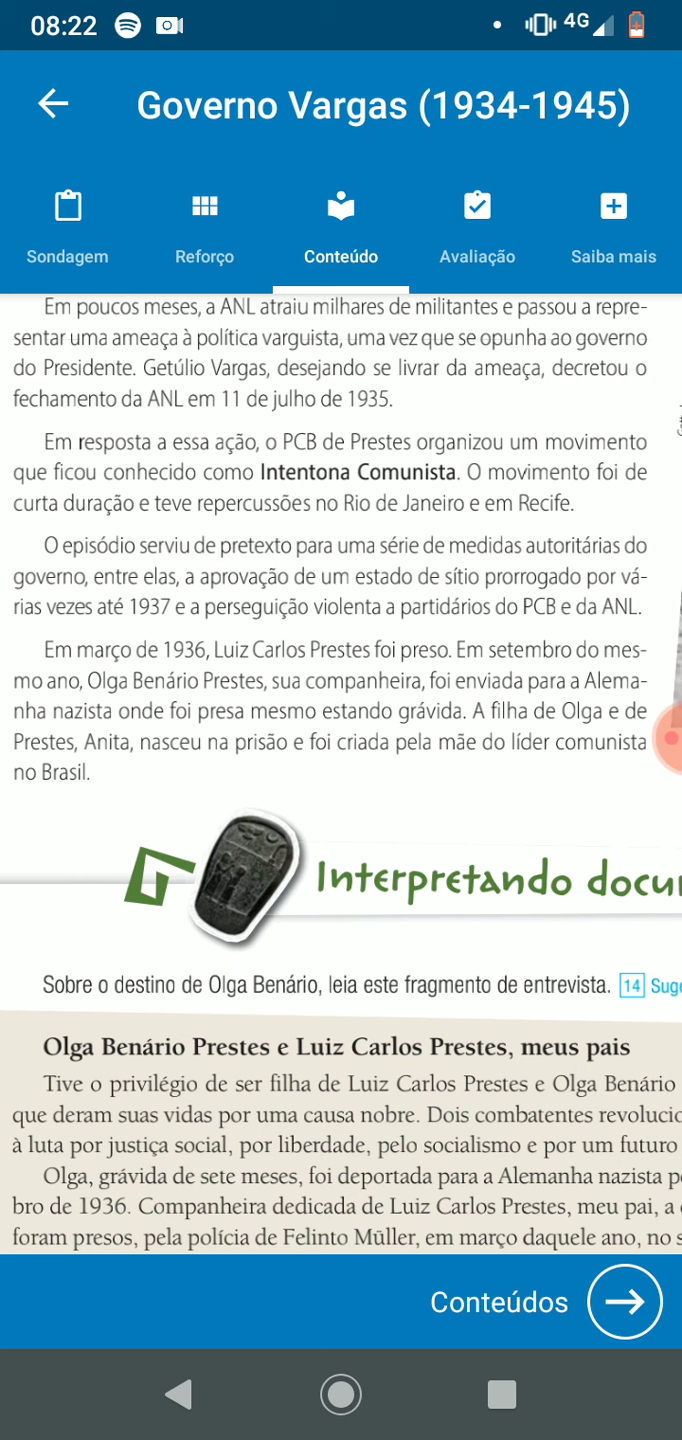 08:22
4G
Governo Vargas (1934-1945)
Sondagem
Reforço
Conteúdo
Avaliação
Saiba mais
Em poucos meses, a ANL atraiu milhares de militantes e passou a repre-
sentar uma ameaça à política varguista, uma vez que se opunha ao governo
do Presidente. Getúlio Vargas, desejando se livrar da ameaça, decretou o
fechamento da ANL em 11 de julho de 1935.
Em resposta a essa ação, o PCB de Prestes organizou um movimento
que ficou conhecido como Intentona Comunista. O movimento foi de
curta duração e teve repercussões no Rio de Janeiro e em Recife.
O episódio serviu de pretexto para uma série de medidas autoritárias do
governo, entre elas, a aprovação de um estado de sítio prorrogado por vá-
rias vezes até 1937 e a perseguição violenta a partidários do PCB e da ANL.
Em março de 1936, Luiz Carlos Prestes foi preso. Em setembro do mes-
mo ano, Olga Benário Prestes, sua companheira, foi enviada para a Alema-
nha nazista onde foi presa mesmo estando grávida. A filha de Olga e de
Prestes, Anita, nasceu na prisão e foi criada pela mãe do líder comunista
no Brasil.
Interpretando docu
Sobre o destino de Olga Benário, leia este fragmento de entrevista. 14 Suge
Olga Benário Prestes e Luiz Carlos Prestes, meus pais
Tive o privilégio de ser filha de Luiz Carlos Prestes e Olga Benário
que deram suas vidas por uma causa nobre. Dois combatentes revolucio
à luta por justiça social, por liberdade, pelo socialismo e por um futuro
Olga, grávida de sete meses, foi deportada para a Alemanha nazista p
bro de 1936. Companheira dedicada de Luiz Carlos Prestes, meu pai, a
foram presos, pela polícia de Felinto Müller, em março daquele ano, no s
Conteúdos